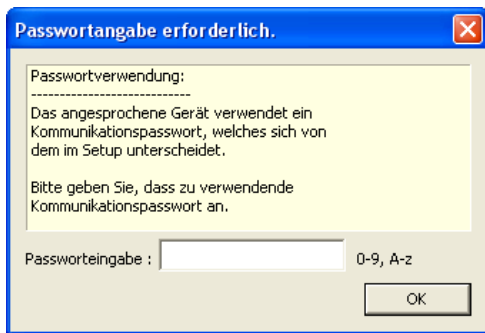 Passwortangabe erforderlich.
Passwortverwendung:
---------------------------
Das angesprochene Gerät verwendet ein
Kommunikationspasswort, welches sich von
dem im Setup unterscheidet.
Bitte geben Sie, dass zu verwendende
Kommunikationspasswort an.
Passworteingabe : 0-9, A-z
OK